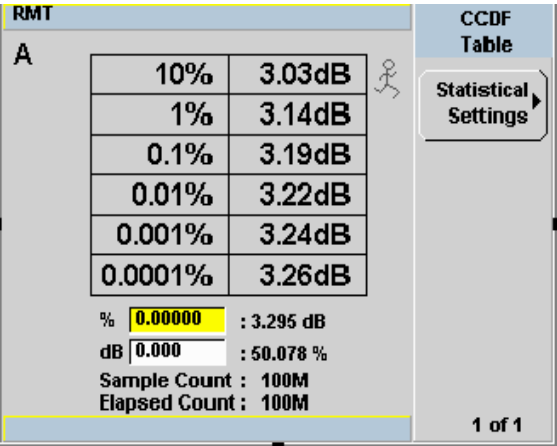 RMT
CCDF
Table
A
10% 3.03dB
1% 3.14dB
0.1% 3.19dB
0.01% 3.22dB
0.001% 3.24dB
0.0001% 3.26dB
% 0.00000 : 3.295 dB
dB 0.000 : 50.078 %
Sample Count : 100M
Elapsed Count : 100M
Statistical
Settings
1 of 1